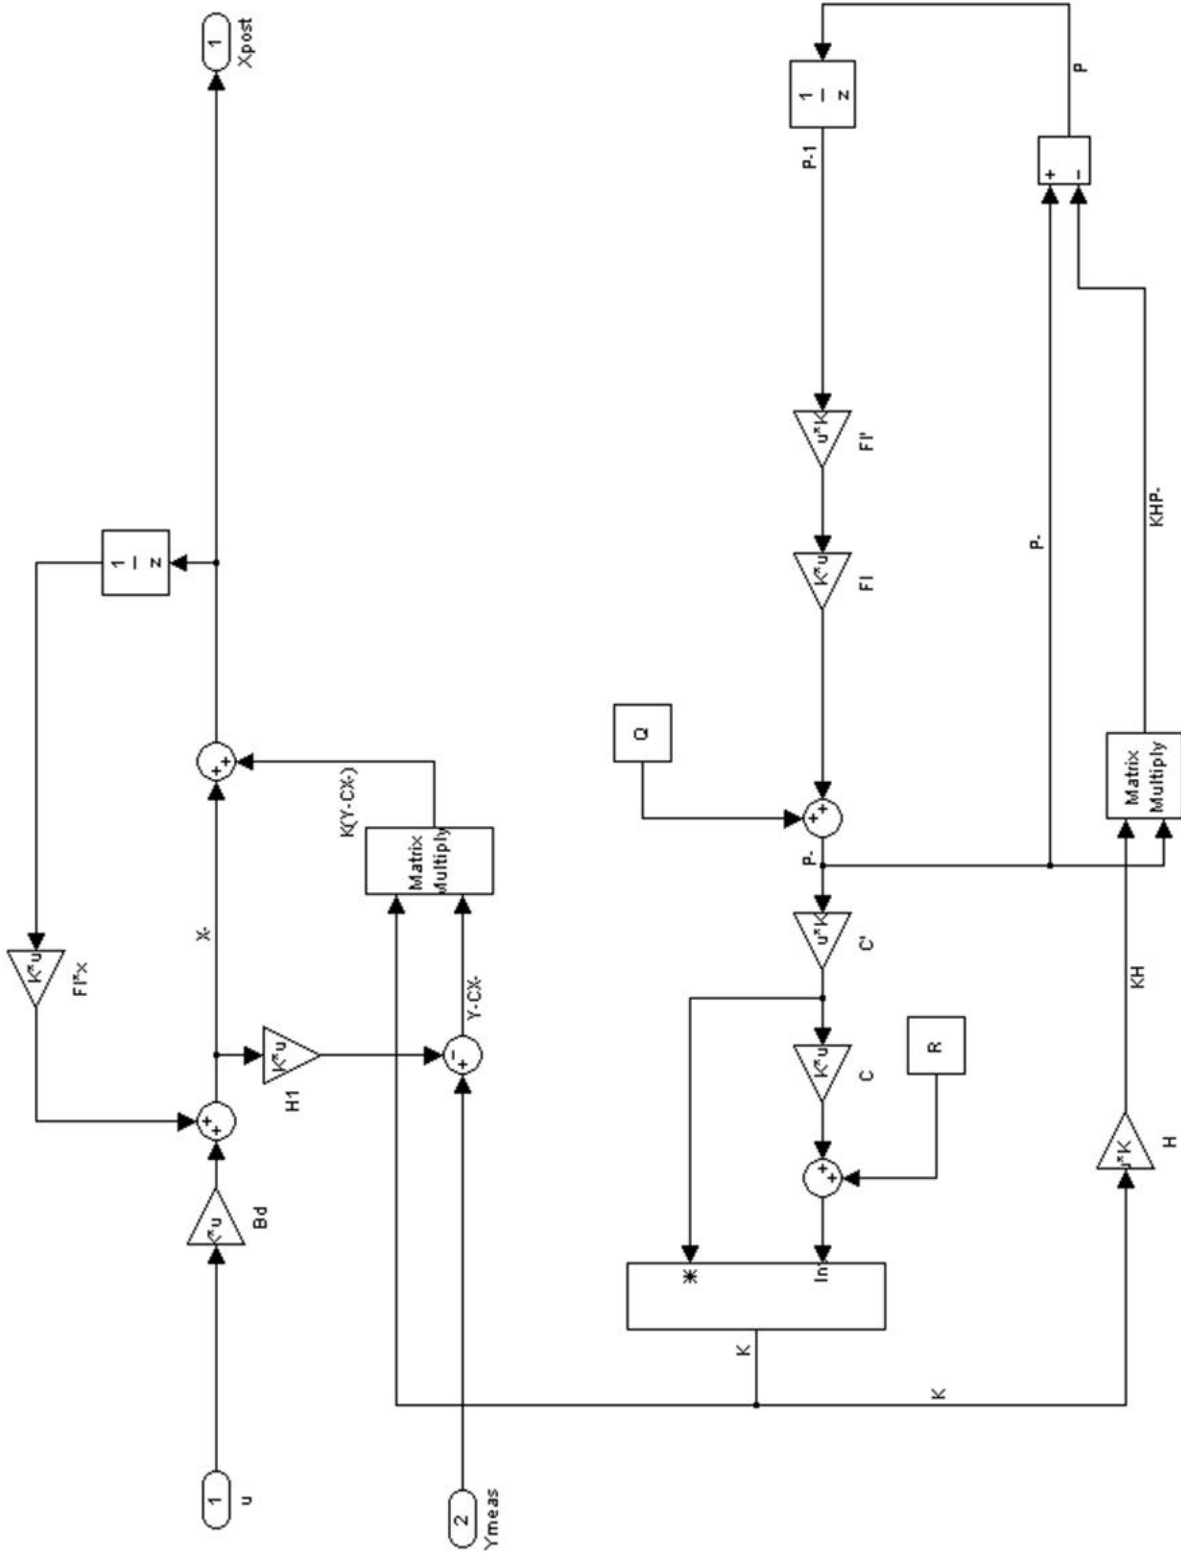 1
u
K*u
Bd
+
+
K*u
FI*x
X-
1
z
+
+
1
Xpost
K*u
H1
2
Ymeas
+
-
Y-CX-
Matrix
Multiply
K(Y-CX-)
K
*
In
+
+
R
K*u
C
u*K
C'
P-
+
+
Q
K*u
FI
u*K
FI'
P-1
1
z
K
u*K
H
KH
Matrix
Multiply
P-
KHP-
+
-
P